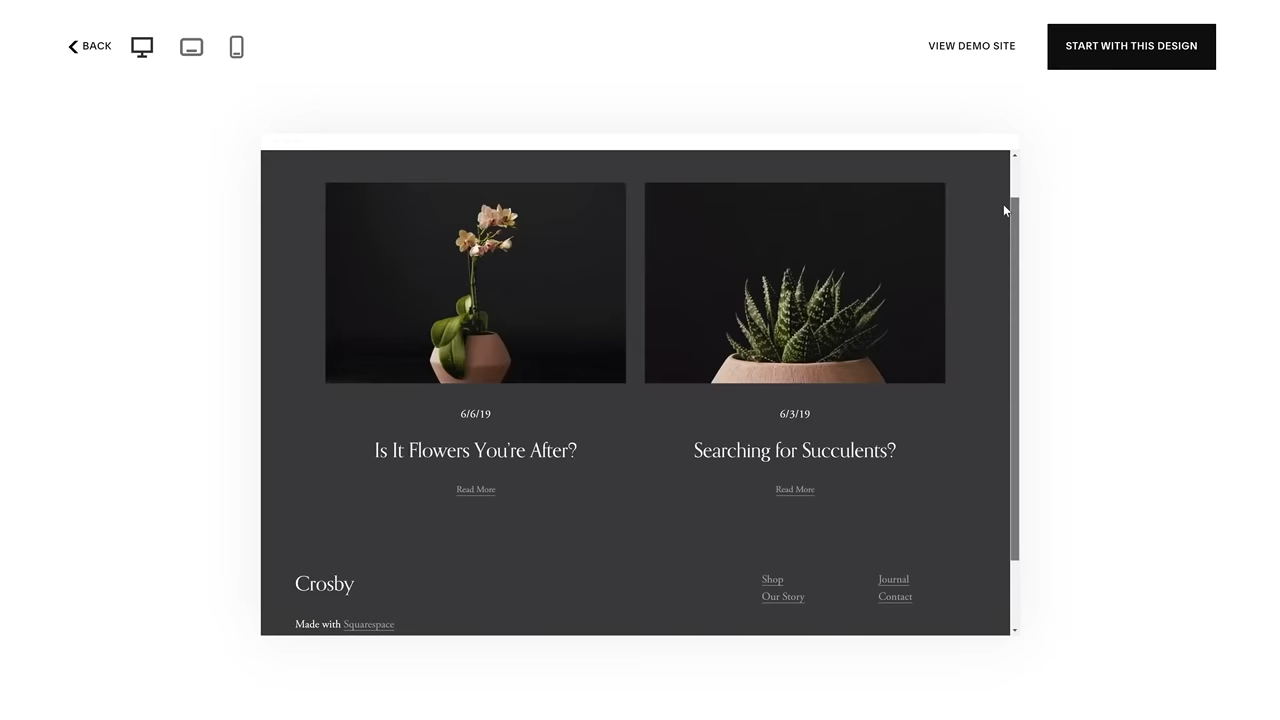 BACK
VIEW DEMO SITE
START WITH THIS DESIGN
6/6/19
6/3/19
Is It Flowers You're After?
Searching for Succulents?
Read More
Read More
Crosby
Shop
Journal
Our Story
Contact
Made with Squarespace